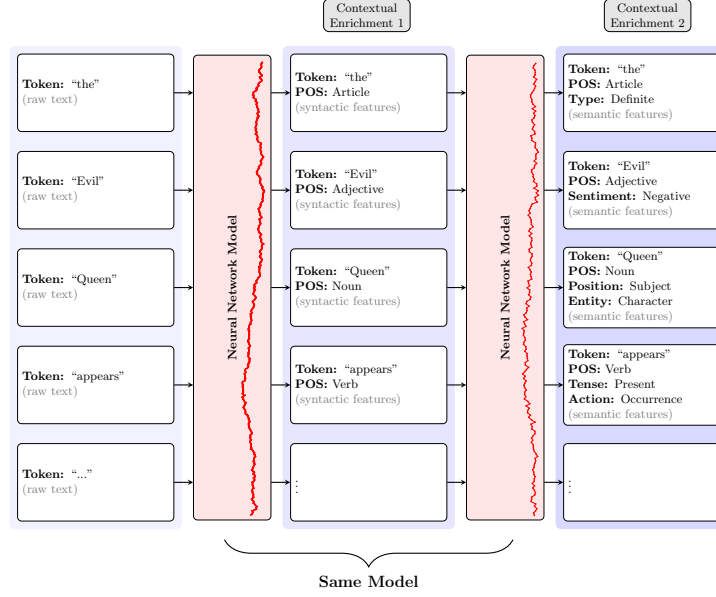 Contextual
Enrichment 1
Contextual
Enrichment 2
Token: “the”
(raw text)
Token: “Evil”
(raw text)
Token: “Queen”
(raw text)
Token: “appears”
(raw text)
Token: “...”
(raw text)
Neural Network Model
Token: “the”
POS: Article
(syntactic features)
Token: “Evil”
POS: Adjective
(syntactic features)
Token: “Queen”
POS: Noun
(syntactic features)
Token: “appears”
POS: Verb
(syntactic features)
⋮
Neural Network Model
Token: “the”
POS: Article
Type: Definite
(semantic features)
Token: “Evil”
POS: Adjective
Sentiment: Negative
(semantic features)
Token: “Queen”
POS: Noun
Position: Subject
Entity: Character
(semantic features)
Token: “appears”
POS: Verb
Tense: Present
Action: Occurrence
(semantic features)
⋮
Same Model